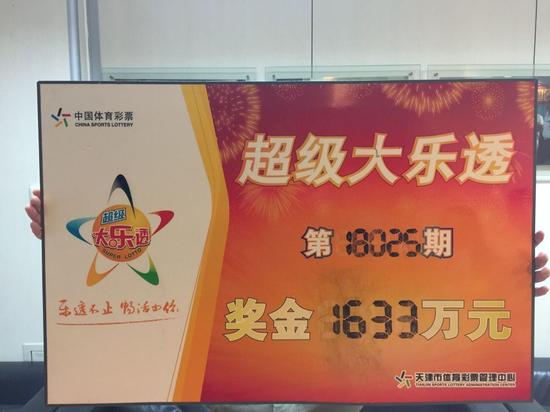 中国体育彩票
CHINA SPORTS LOTTERY
超级大乐透
第18025期
奖金1633万元
超级
大乐透
SUPER LOTTO
乐透不止 畅活由你
天津市体育彩票管理中心
TIANJIN SPORTS LOTTERY ADMINISTRATION CENTER